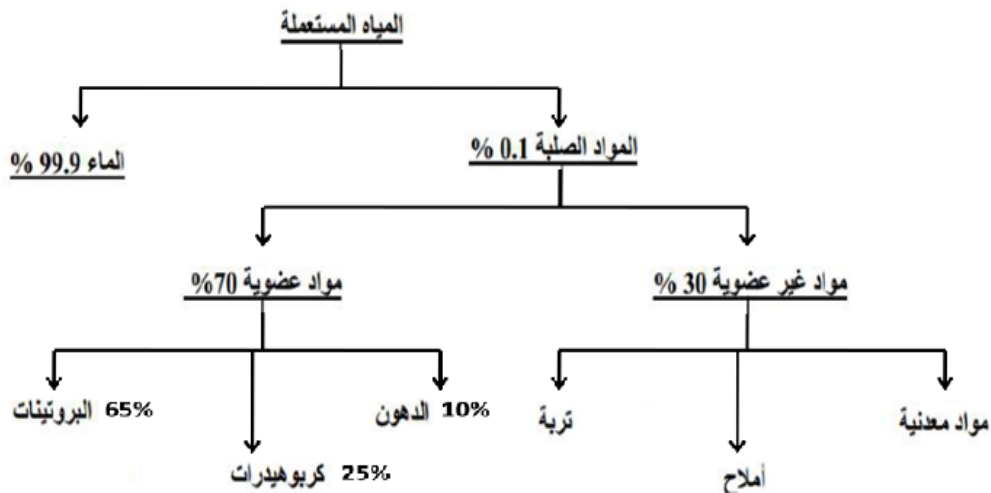 المياه المستعملة
المواد الصلبة 0.1 %
الماء 99.9 %
مواد غير عضوية 30 %
مواد عضوية 70%
مواد معدنية
أملاح
تربة
الدهون 10%
كربوهيدرات 25%
البروتينات 65%